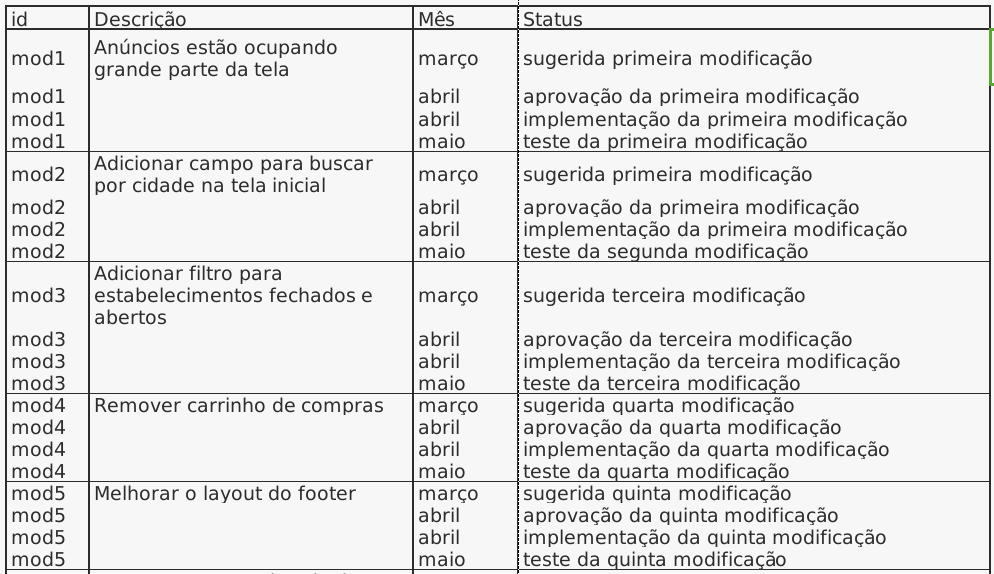 id Descrição Mês Status
Anúncios estão ocupando
mod1 grande parte da tela março sugerida primeira modificação
mod1 abril aprovação da primeira modificação
mod1 abril implementação da primeira modificação
mod1 maio teste da primeira modificação
Adicionar campo para buscar
mod2 por cidade na tela inicial março sugerida primeira modificação
mod2 abril aprovação da primeira modificação
mod2 abril implementação da primeira modificação
mod2 maio teste da segunda modificação
Adicionar filtro para
mod3 estabelecimentos fechados e março sugerida terceira modificação
abertos
mod3 abril aprovação da terceira modificação
mod3 abril implementação da terceira modificação
mod3 maio teste da terceira modificação
mod4 Remover carrinho de compras março sugerida quarta modificação
mod4 abril aprovação da quarta modificação
mod4 abril implementação da quarta modificação
mod4 maio teste da quarta modificação
mod5 Melhorar o layout do footer março sugerida quinta modificação
mod5 abril aprovação da quinta modificação
mod5 abril implementação da quinta modificação
mod5 maio teste da quinta modificação